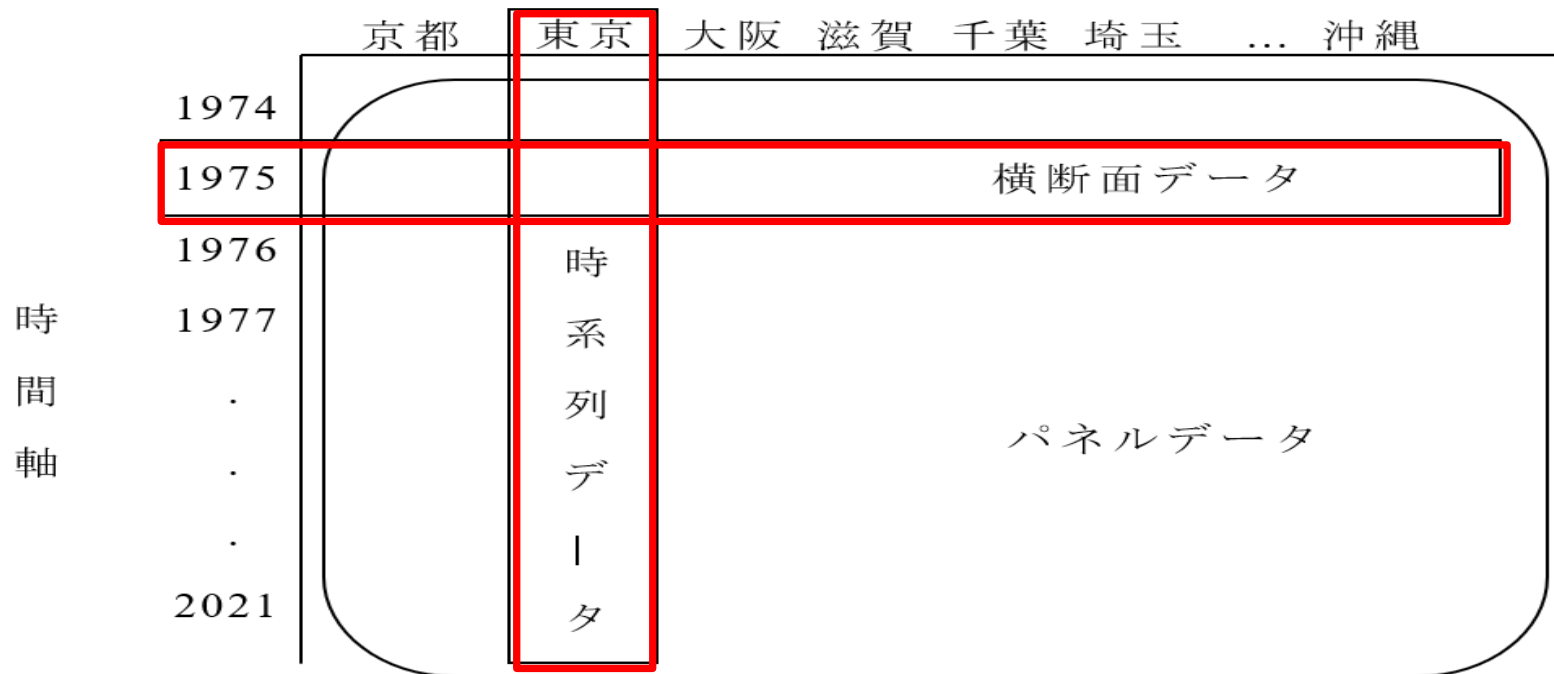 京都 東京 大阪 滋賀 千葉 埼玉 … 沖縄
1974
1975 横断面データ
1976
1977
.
.
.
2021
時間軸
時系列データ
パネルデータ